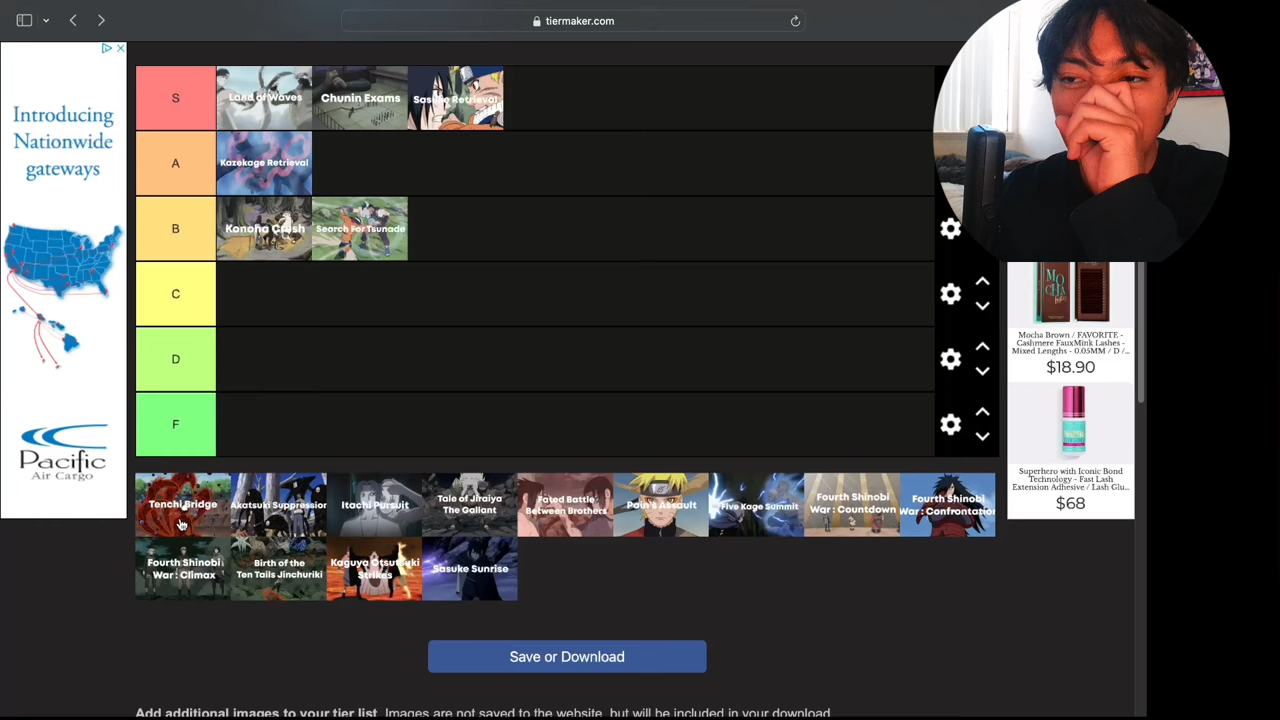 tiermaker.com
Introducing
Nationwide
gateways
Pacific
Air Cargo
S
Land of Waves
Chunin Exams
Sasuke Retrieval
A
Kazekage Retrieval
B
Konoha Crush
Search For Tsunade
C
D
F
Tenchi Bridge
Akatsuki Suppression
Itachi Pursuit
Tale of Jiraiya
The Gallant
Fated Battle
Between Brothers
Pain's Assault
Five Kage Summit
Fourth Shinobi
War : Countdown
Fourth Shinobi
War : Confrontation
Fourth Shinobi
War : Climax
Birth of the
Ten Tails Jinchuriki
Kaguya Otsutsuki
Strikes
Sasuke Sunrise
Save or Download
Add additional images to your tier list. Images are not saved to the website, but will be included in your download.
MO
CHA
Mocha Brown / FAVORITE -
Cashmere FauxMink Lashes -
Mixed Lengths - 0.05MM / D /...
$18.90
Superhero with Iconic Bond
Technology - Fast Lash
Extension Adhesive / Lash Glu...
$68